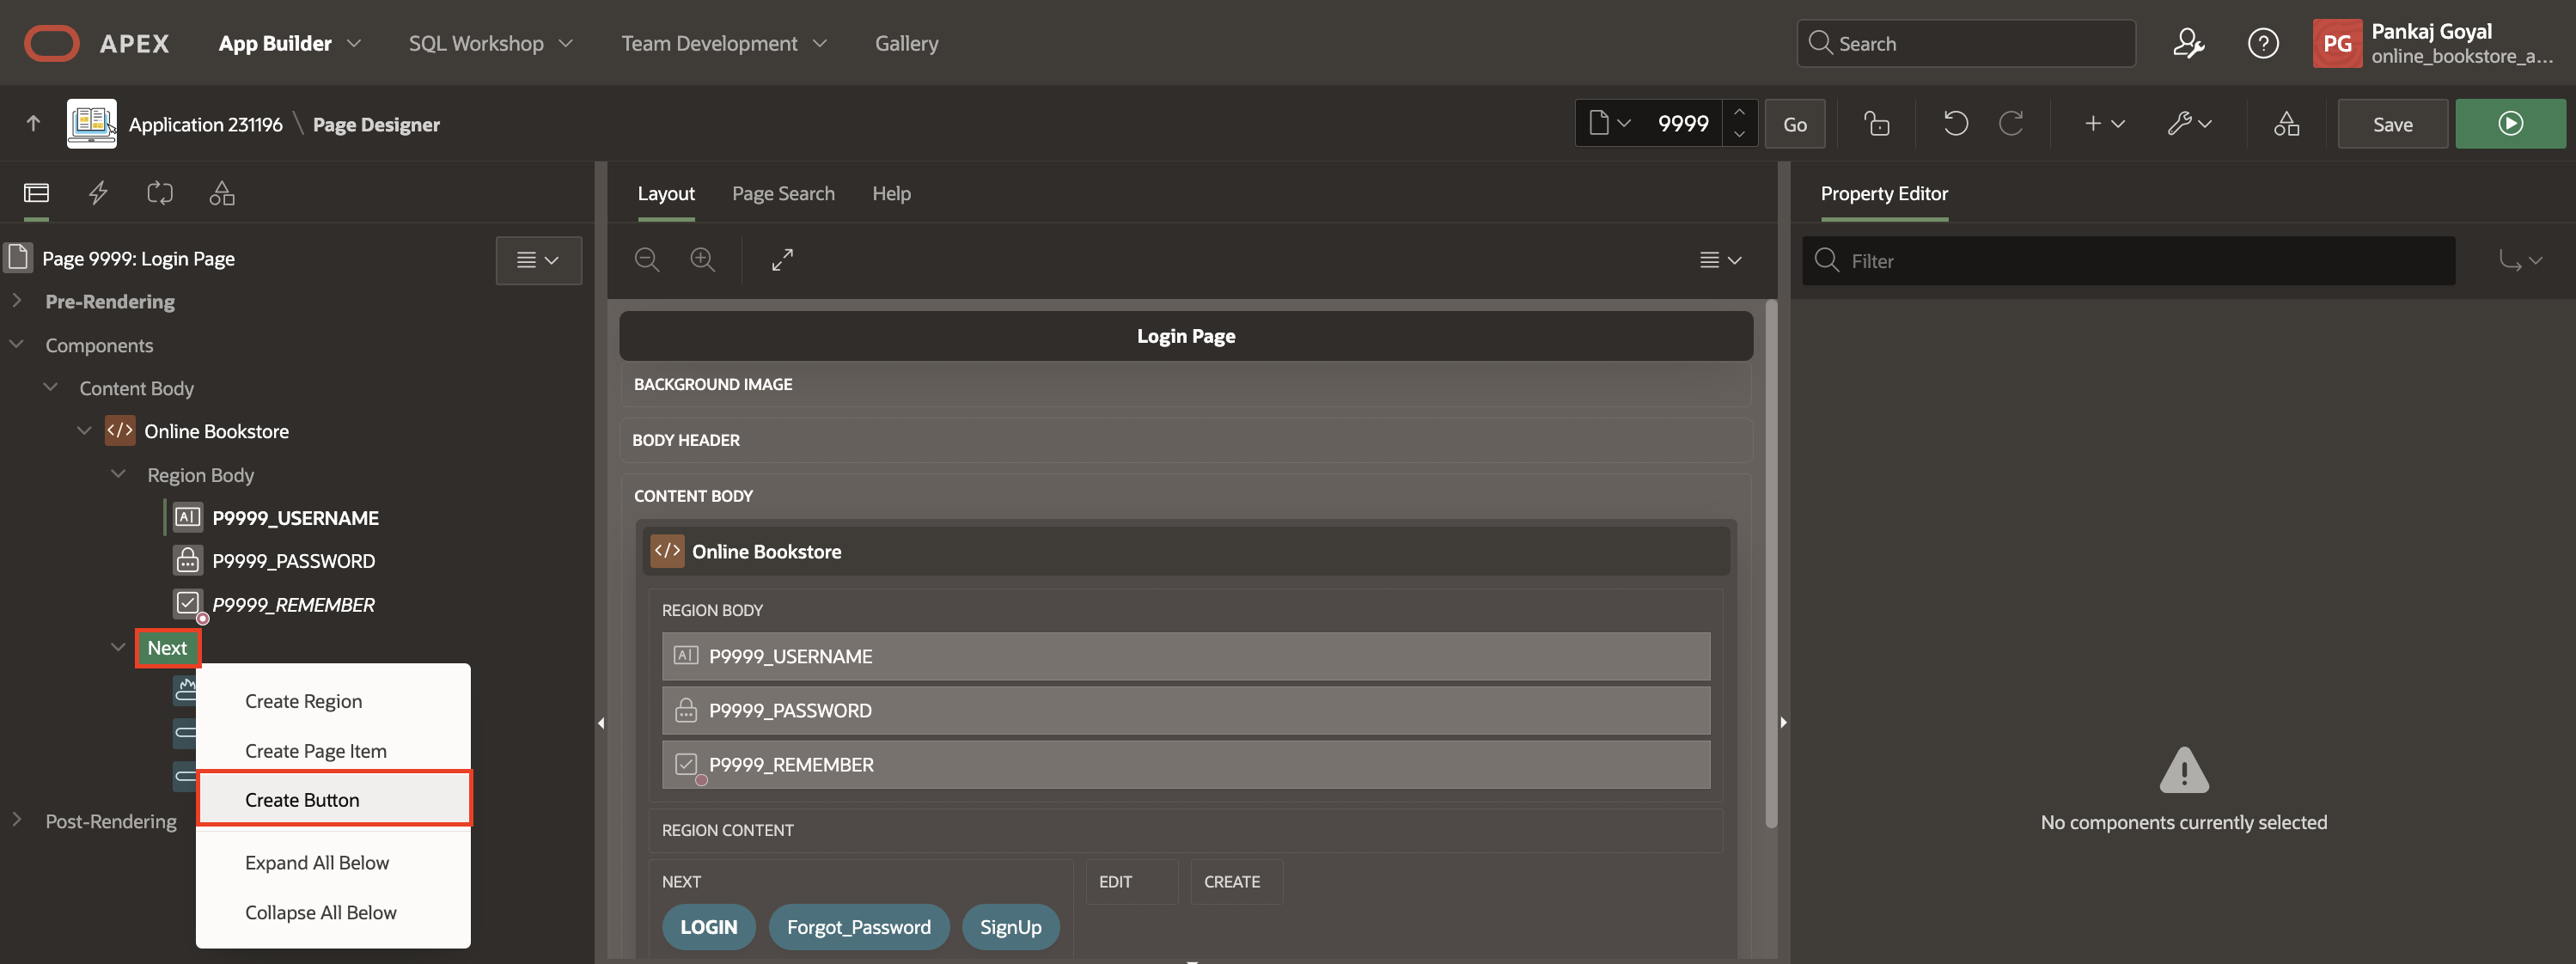 APEX
App Builder
SQL Workshop
Team Development
Gallery
Search
PG
Pankaj Goyal
online_bookstore_a...
Application 231196 \ Page Designer
9999
Go
Save
Layout
Page Search
Help
Property Editor
Page 9999: Login Page
Filter
Pre-Rendering
Components
Content Body
Online Bookstore
Region Body
P9999_USERNAME
P9999_PASSWORD
P9999_REMEMBER
Next
Create Region
Create Page Item
Create Button
Expand All Below
Collapse All Below
Post-Rendering
Login Page
BACKGROUND IMAGE
BODY HEADER
CONTENT BODY
Online Bookstore
REGION BODY
P9999_USERNAME
P9999_PASSWORD
P9999_REMEMBER
REGION CONTENT
NEXT
EDIT
CREATE
LOGIN
Forgot_Password
SignUp
No components currently selected